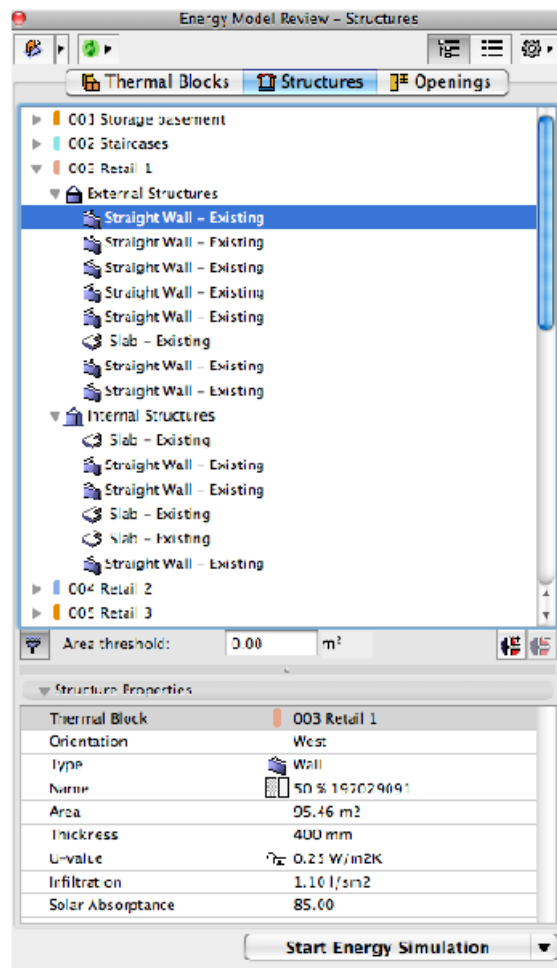 Energy Model Review – Structures
Thermal Blocks Structures Openings
001 Storage basement
002 Staircases
003 Retail 1
External Structures
Straight Wall – Existing
Straight Wall – Existing
Straight Wall – Existing
Straight Wall – Existing
Straight Wall – Existing
Slab – Existing
Straight Wall – Existing
Straight Wall – Existing
Internal Structures
Slab – Existing
Straight Wall – Existing
Straight Wall – Existing
Slab – Existing
Slab – Existing
Straight Wall – Existing
004 Retail 2
005 Retail 3
Area threshold: 0.00 m²
Structure Properties
Thermal Block 003 Retail 1
Orientation West
Type Wall
Name 50 % 197029091
Area 95.46 m2
Thickness 400 mm
U-value 0.25 W/m2K
Infiltration 1.10 l/sm2
Solar Absorptance 85.00
Start Energy Simulation